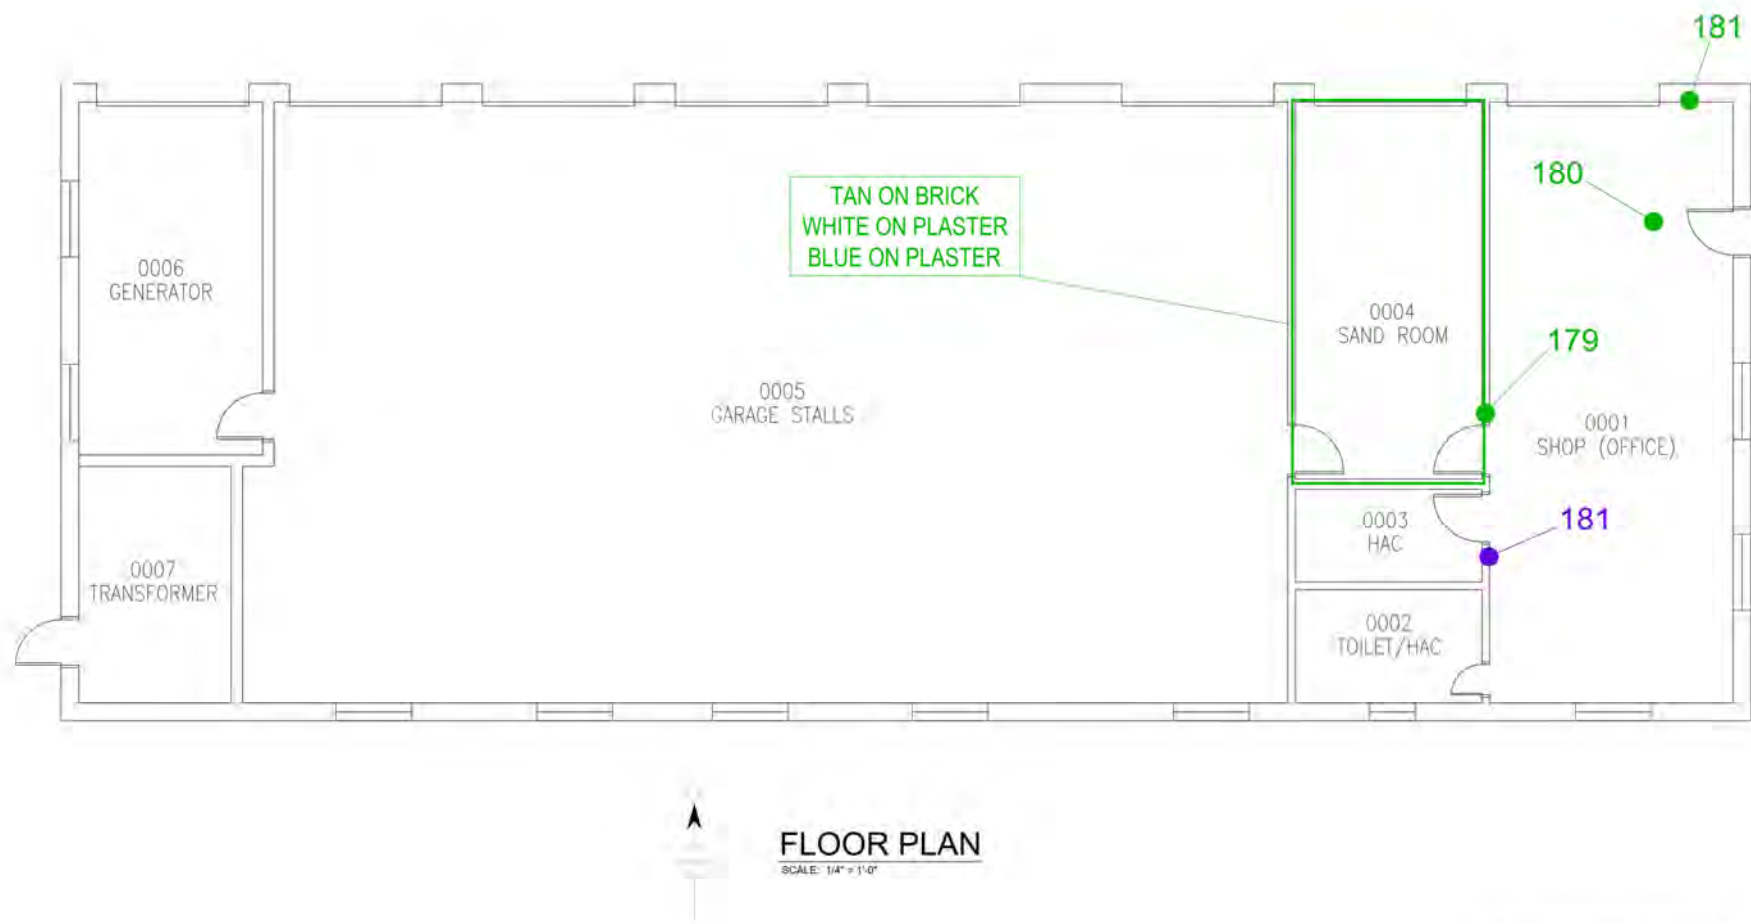 181
180
TAN ON BRICK
WHITE ON PLASTER
BLUE ON PLASTER
0006
GENERATOR
0004
SAND ROOM
179
0005
GARAGE STALLS
0001
SHOP (OFFICE)
0003
HAC
181
0007
TRANSFORMER
0002
TOILET/HAC
FLOOR PLAN
SCALE: 1/4" = 1'-0"